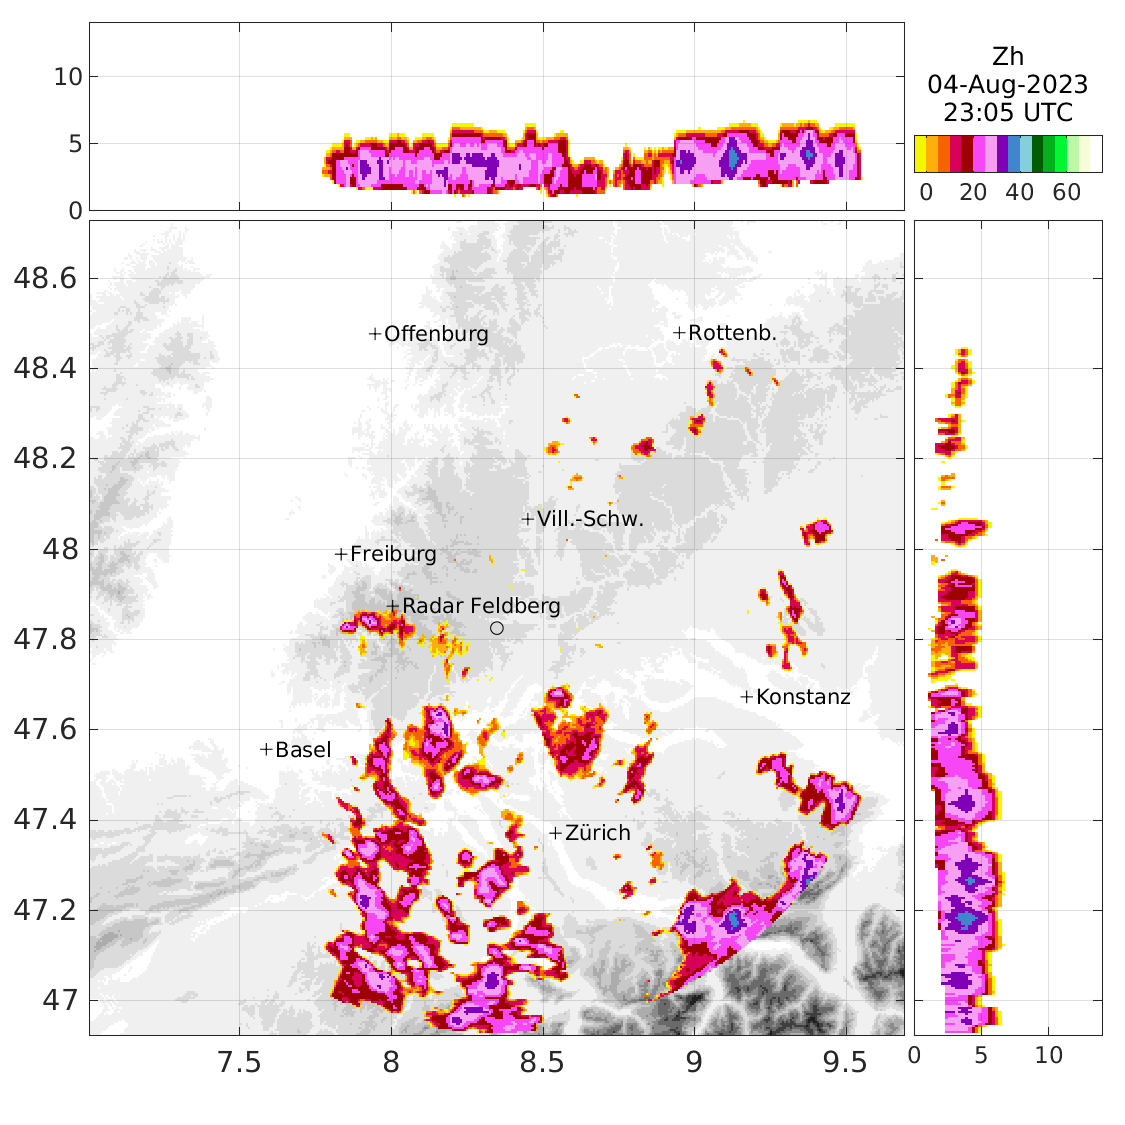 10
5
0
Zh
04-Aug-2023
23:05 UTC
0 20 40 60
48.6
48.4
48.2
48
47.8
47.6
47.4
47.2
47
+Offenburg
+Rottenb.
+Vill.-Schw.
+Freiburg
+Radar Feldberg
+Konstanz
+Basel
+Zürich
7.5 8 8.5 9 9.5
0 5 10